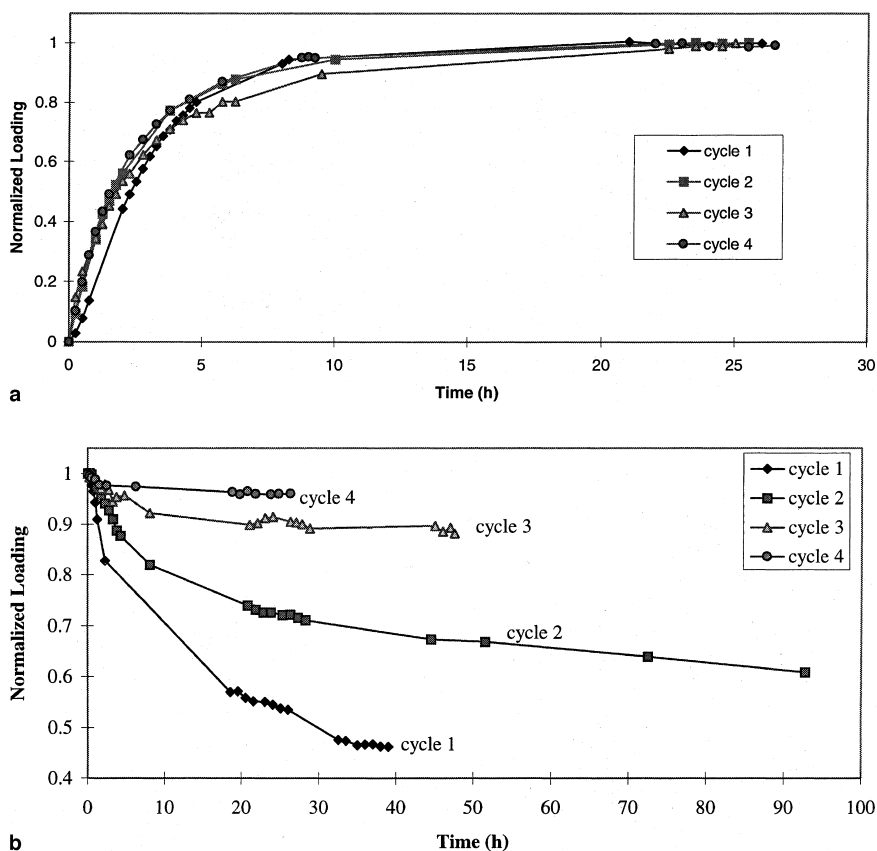 1
0.8
0.6
0.4
0.2
0
Normalized Loading
cycle 1
cycle 2
cycle 3
cycle 4
0 5 10 15 20 25 30
Time (h)
a
1
0.9
0.8
0.7
0.6
0.5
0.4
Normalized Loading
cycle 1
cycle 2
cycle 3
cycle 4
cycle 4
cycle 3
cycle 2
cycle 1
0 10 20 30 40 50 60 70 80 90 100
Time (h)
b